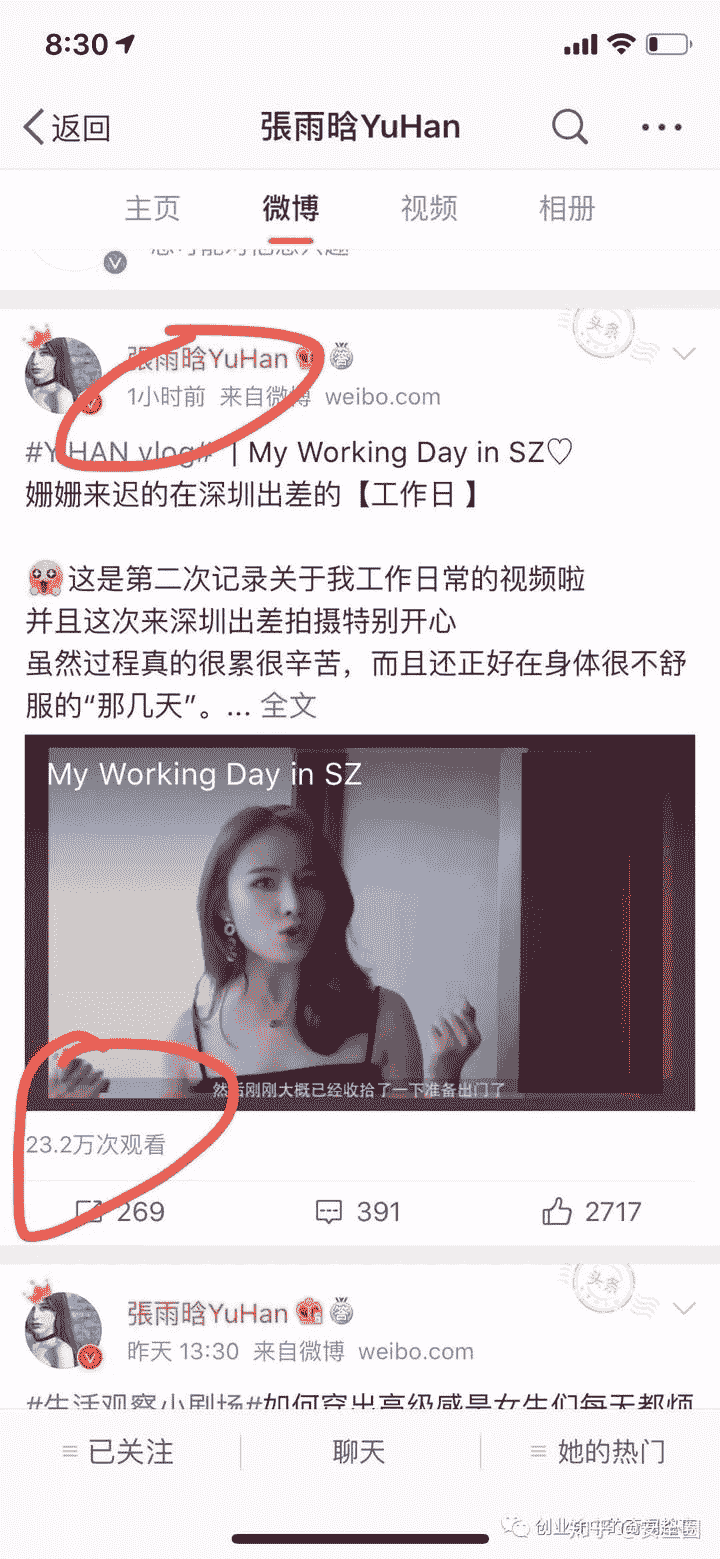 8:30
返回
張雨晗YuHan
主页
微博
视频
相册
張雨晗YuHan
1小时前 来自微博 weibo.com
头条
#YUHAN vlog# | My Working Day in SZ♡
姗姗来迟的在深圳出差的【工作日 】
😱这是第二次记录关于我工作日常的视频啦
并且这次来深圳出差拍摄特别开心
虽然过程真的很累很辛苦，而且还正好在身体很不舒
服的“那几天”。... 全文
My Working Day in SZ
然后刚刚大概已经收拾了一下准备出门了
23.2万次观看
269
391
2717
張雨晗YuHan
昨天 13:30 来自微博 weibo.com
头条
#生活观察小剧场#如何穿出高级感是女生们每天都烦
已关注
聊天
她的热门
知乎